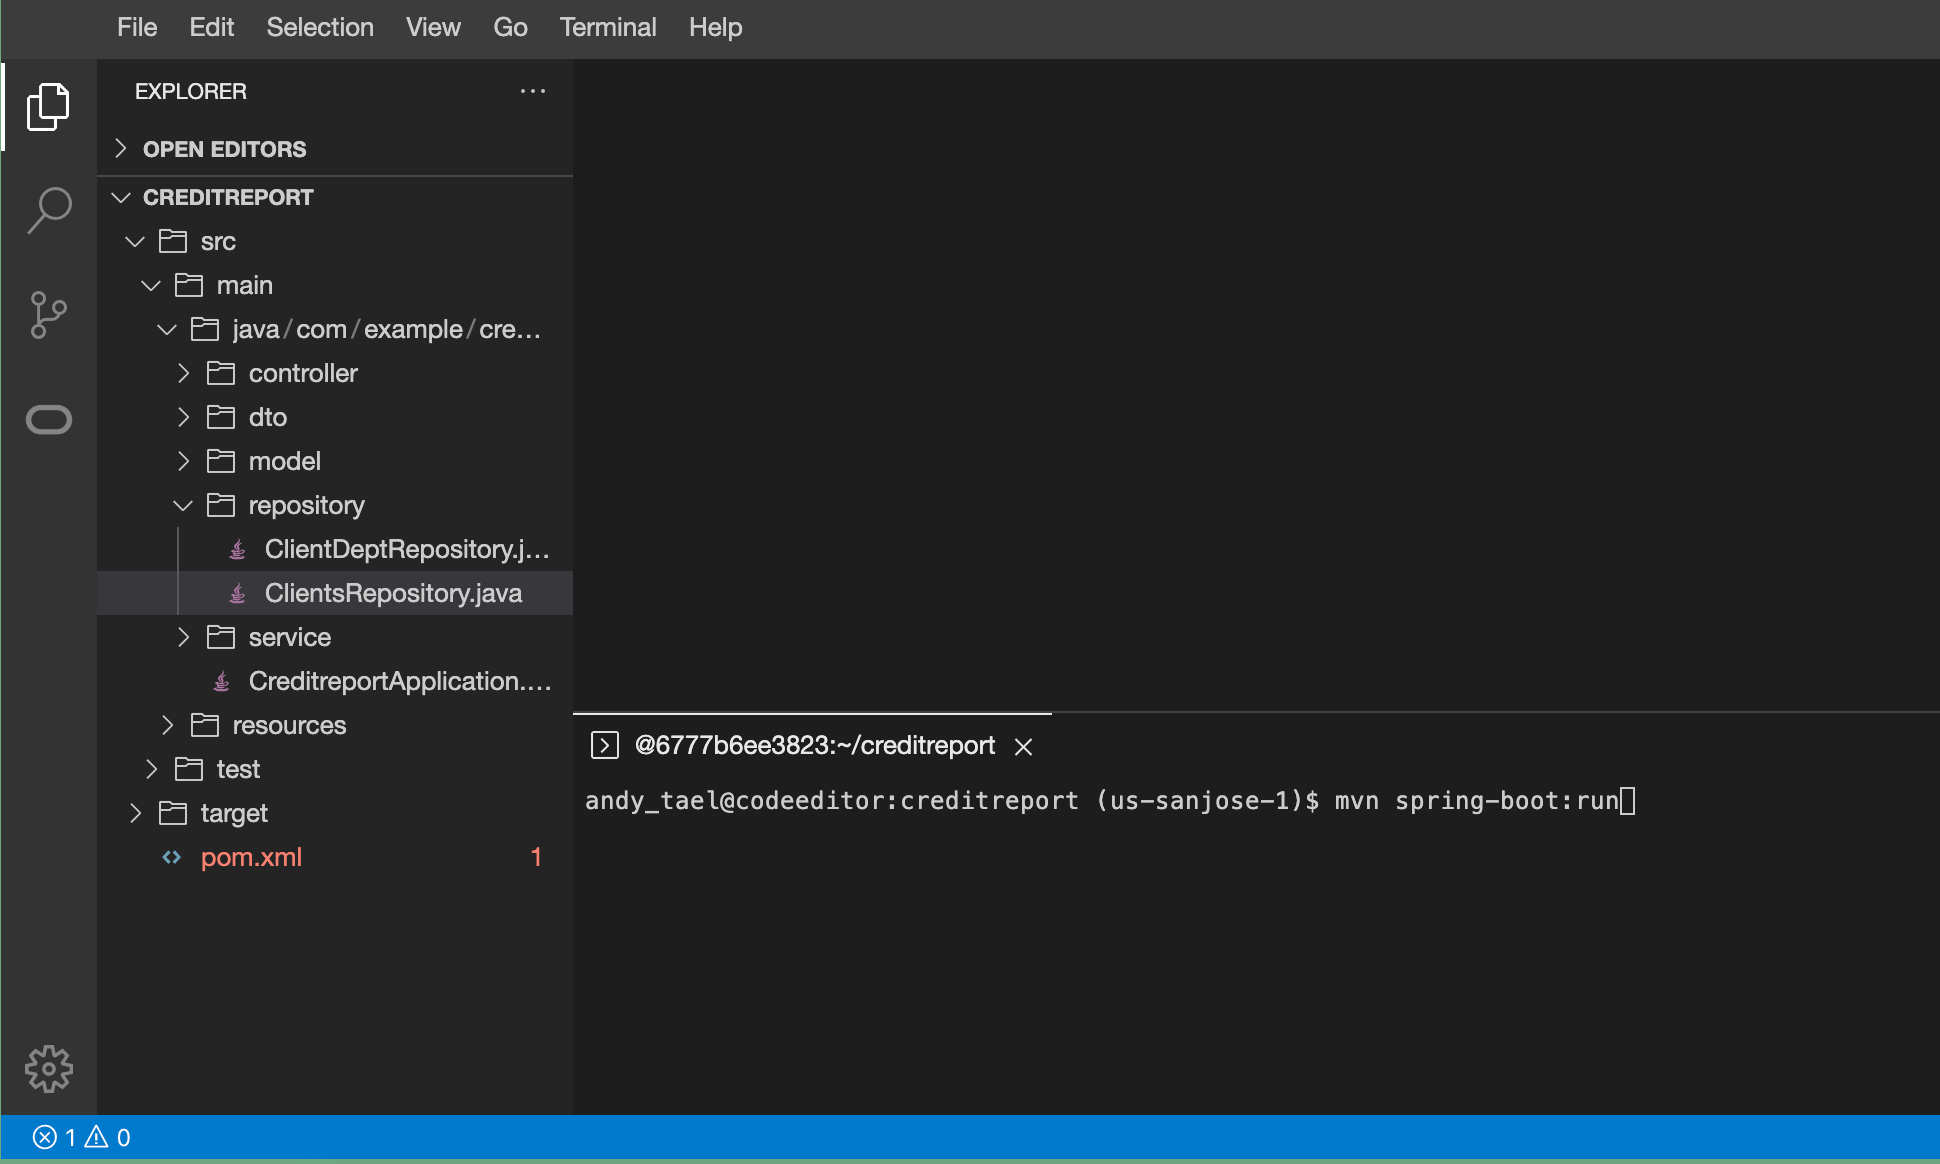 File Edit Selection View Go Terminal Help
EXPLORER ···
OPEN EDITORS
CREDITREPORT
src
main
java/com/example/cre...
controller
dto
model
repository
ClientDeptRepository.j...
ClientsRepository.java
service
CreditreportApplication....
resources
test
target
pom.xml 1
@6777b6ee3823:~/creditreport
andy_tael@codeeditor:creditreport (us-sanjose-1)$ mvn spring-boot:run
1 0